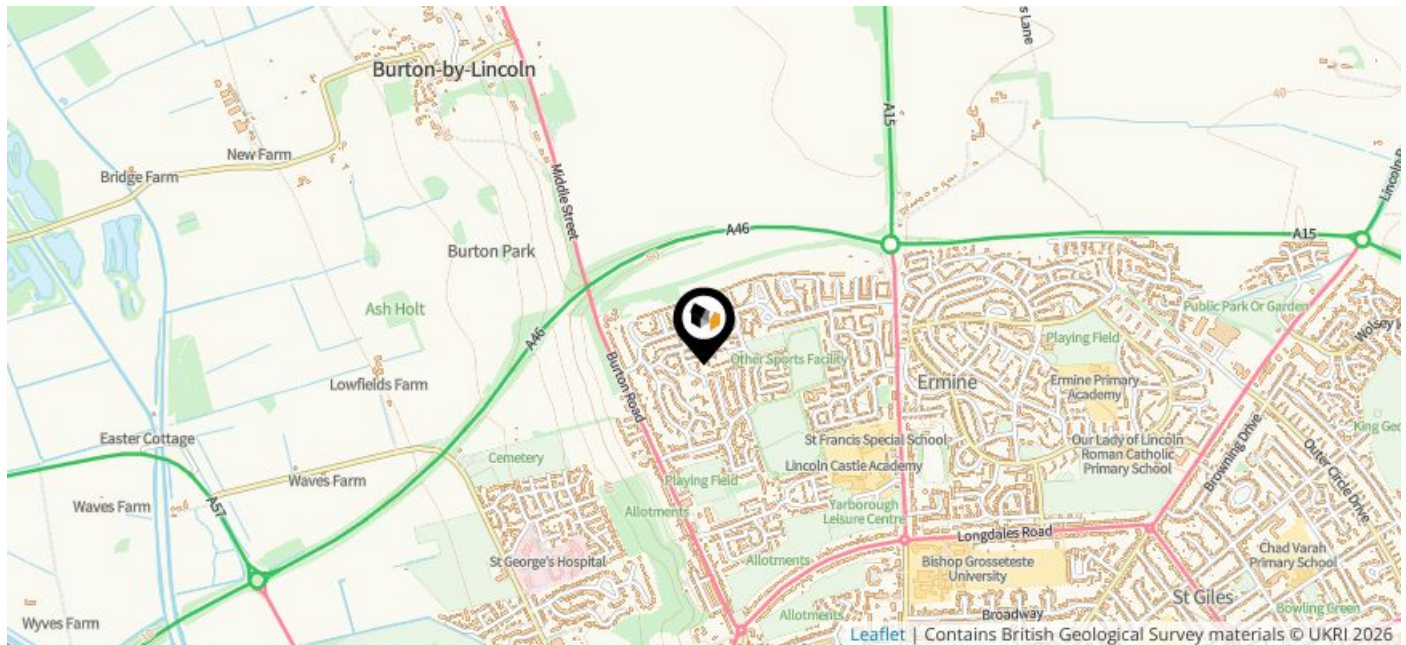 s Lane
Burton-by-Lincoln
A15
New Farm
Bridge Farm
Middle Street
Lincoln
A46
A15
Burton Park
Ash Holt
Public Park Or Garden
Wolsey
Playing Field
A46
Other Sports Facility
Lowfields Farm
Burton Road
Ermine
Ermine Primary
Academy
King Geo
Easter Cottage
St Francis Special School
Our Lady of Lincoln
Roman Catholic
Primary School
Browning Drive
Outer Circle Drive
Cemetery
Lincoln Castle Academy
Waves Farm
Playing Field
A57
Waves Farm
Allotments
Yarborough
Leisure Centre
Longdales Road
St George's Hospital
Allotments
Bishop Grosseteste
University
Chad Varah
Primary School
St Giles
Allotments
Broadway
Bowling Green
Wyves Farm
Leaflet | Contains British Geological Survey materials © UKRI 2026